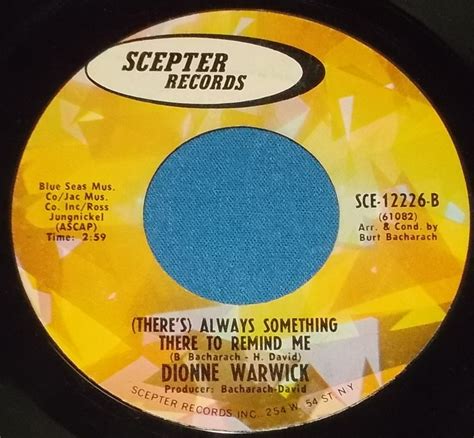 SCEPTER
RECORDS
Blue Seas Mus.
Co/Jac Mus.
Co. Inc/Ross
Jungnickel
(ASCAP)
Time: 2:59
SCE-12226-B
(61082)
Arr. & Cond. by
Burt Bacharach
(THERE'S) ALWAYS SOMETHING
THERE TO REMIND ME
(B. Bacharach - H. David)
DIONNE WARWICK
Producer: Bacharach-David
SCEPTER RECORDS INC., 254 W. 54 ST. N.Y.